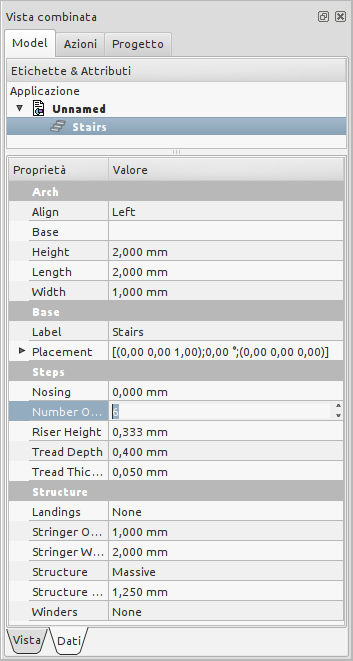 Vista combinata
Model Azioni Progetto
Etichette & Attributi
Applicazione
Unnamed
Stairs
Proprietà Valore
Arch
Align Left
Base
Height 2,000 mm
Length 2,000 mm
Width 1,000 mm
Base
Label Stairs
Placement [(0,00 0,00 1,00);0,00 °;(0,00 0,00 0,00)]
Steps
Nosing 0,000 mm
Number O... 6
Riser Height 0,333 mm
Tread Depth 0,400 mm
Tread Thic... 0,050 mm
Structure
Landings None
Stringer O... 1,000 mm
Stringer W... 2,000 mm
Structure Massive
Structure ... 1,250 mm
Winders None
Vista Dati